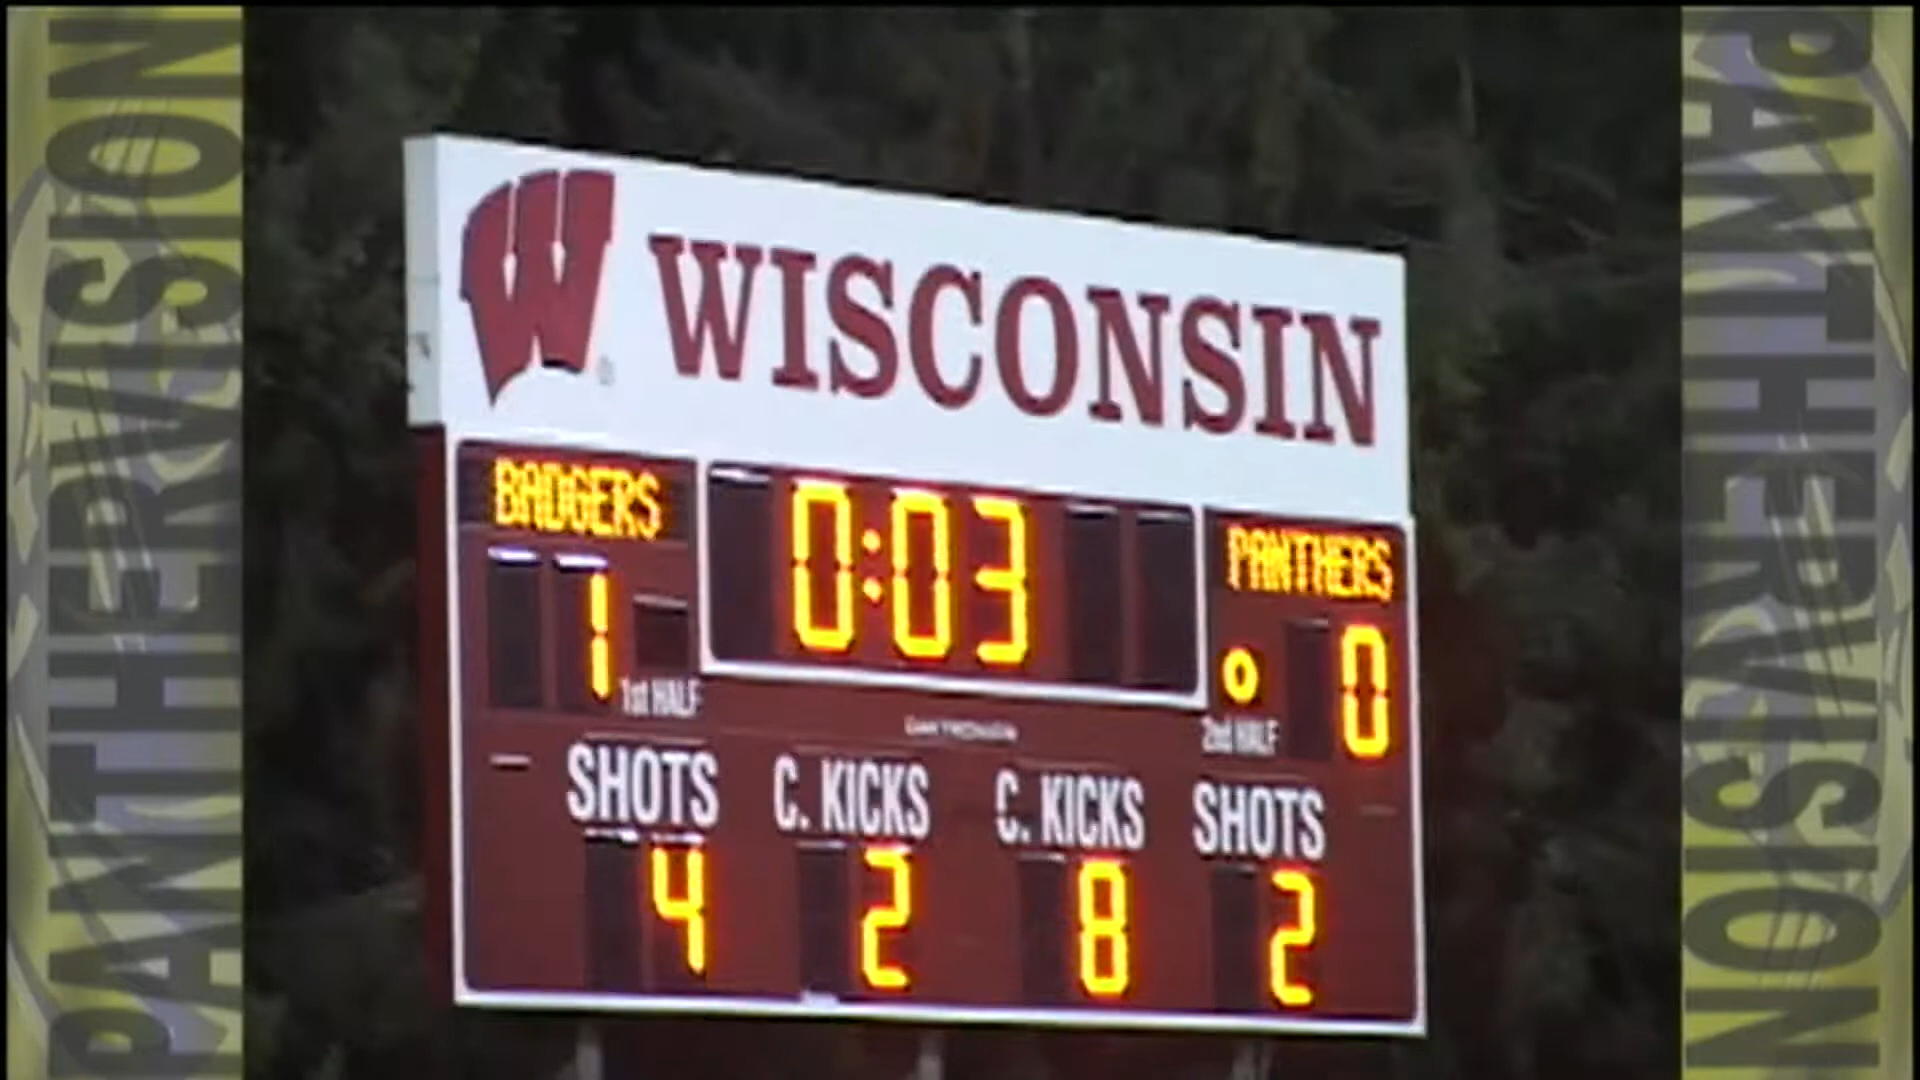 PANTHERVISION
W WISCONSIN
BADGERS 0:03 PANTHERS
1 0
1st HALF 2nd HALF
SHOTS C. KICKS C. KICKS SHOTS
4 2 8 2
PANTHERVISION